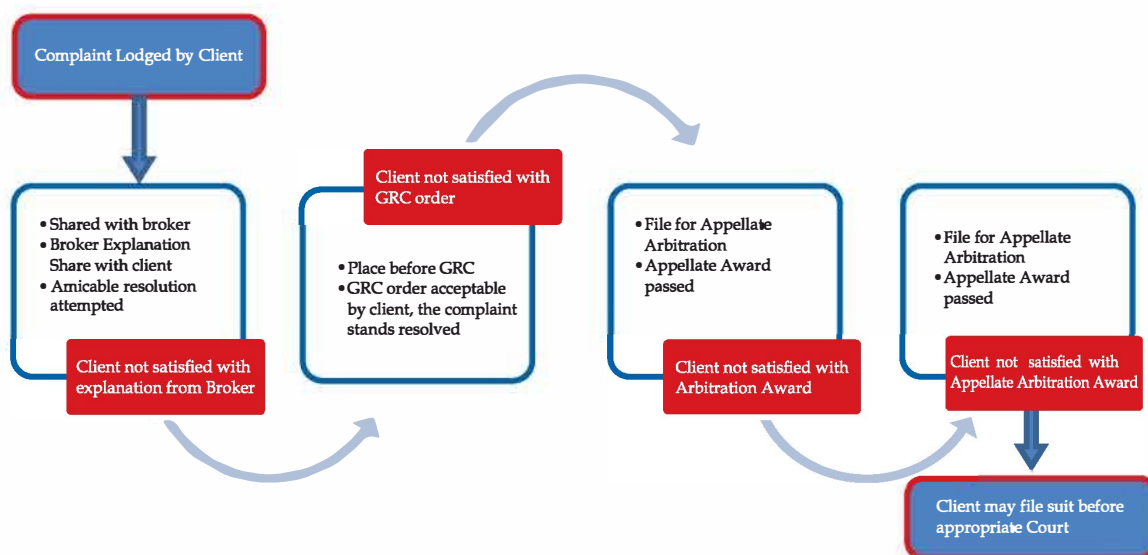 Complaint Lodged by Client
• Shared with broker
• Broker Explanation
Share with client
• Amicable resolution
attempted
Client not satisfied with
explanation from Broker
Client not satisfied with
GRC order
• Place before GRC
• GRC order acceptable
by client, the complaint
stands resolved
• File for Appellate
Arbitration
• Appellate Award
passed
Client not satisfied with
Arbitration Award
• File for Appellate
Arbitration
• Appellate Award
passed
Client not satisfied with
Appellate Arbitration Award
Client may file suit before
appropriate Court